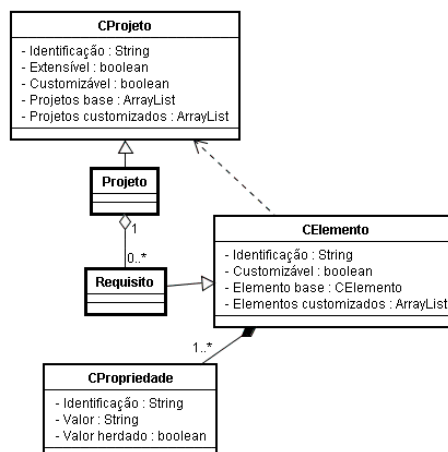 CProjeto
- Identificação : String
- Extensível : boolean
- Customizável : boolean
- Projetos base : ArrayList
- Projetos customizados : ArrayList
Projeto
1
0..*
Requisito
CElemento
- Identificação : String
- Customizável : boolean
- Elemento base : CElemento
- Elementos customizados : ArrayList
1..*
CPropriedade
- Identificação : String
- Valor : String
- Valor herdado : boolean